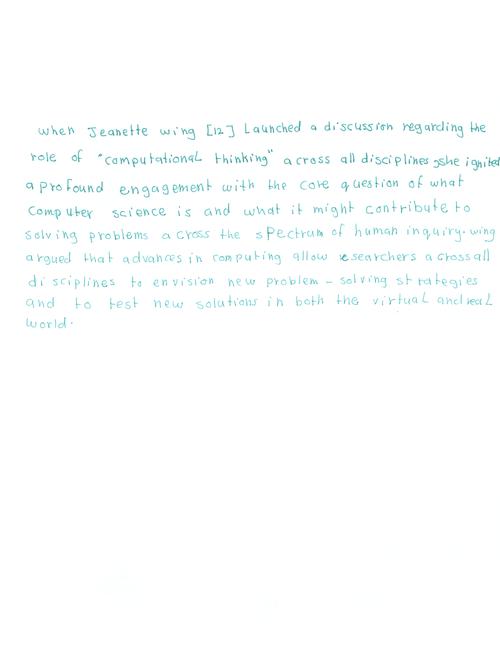 when Jeanette wing [12] Launched a discussion regarding the
role of "computational thinking" across all disciplines, she ignited
a profound engagement with the core question of what
Computer science is and what it might contribute to
solving problems across the spectrum of human inquiry. wing
argued that advances in computing allow researchers across all
disciplines to envision new problem-solving strategies
and to test new solutions in both the virtual and real
world.